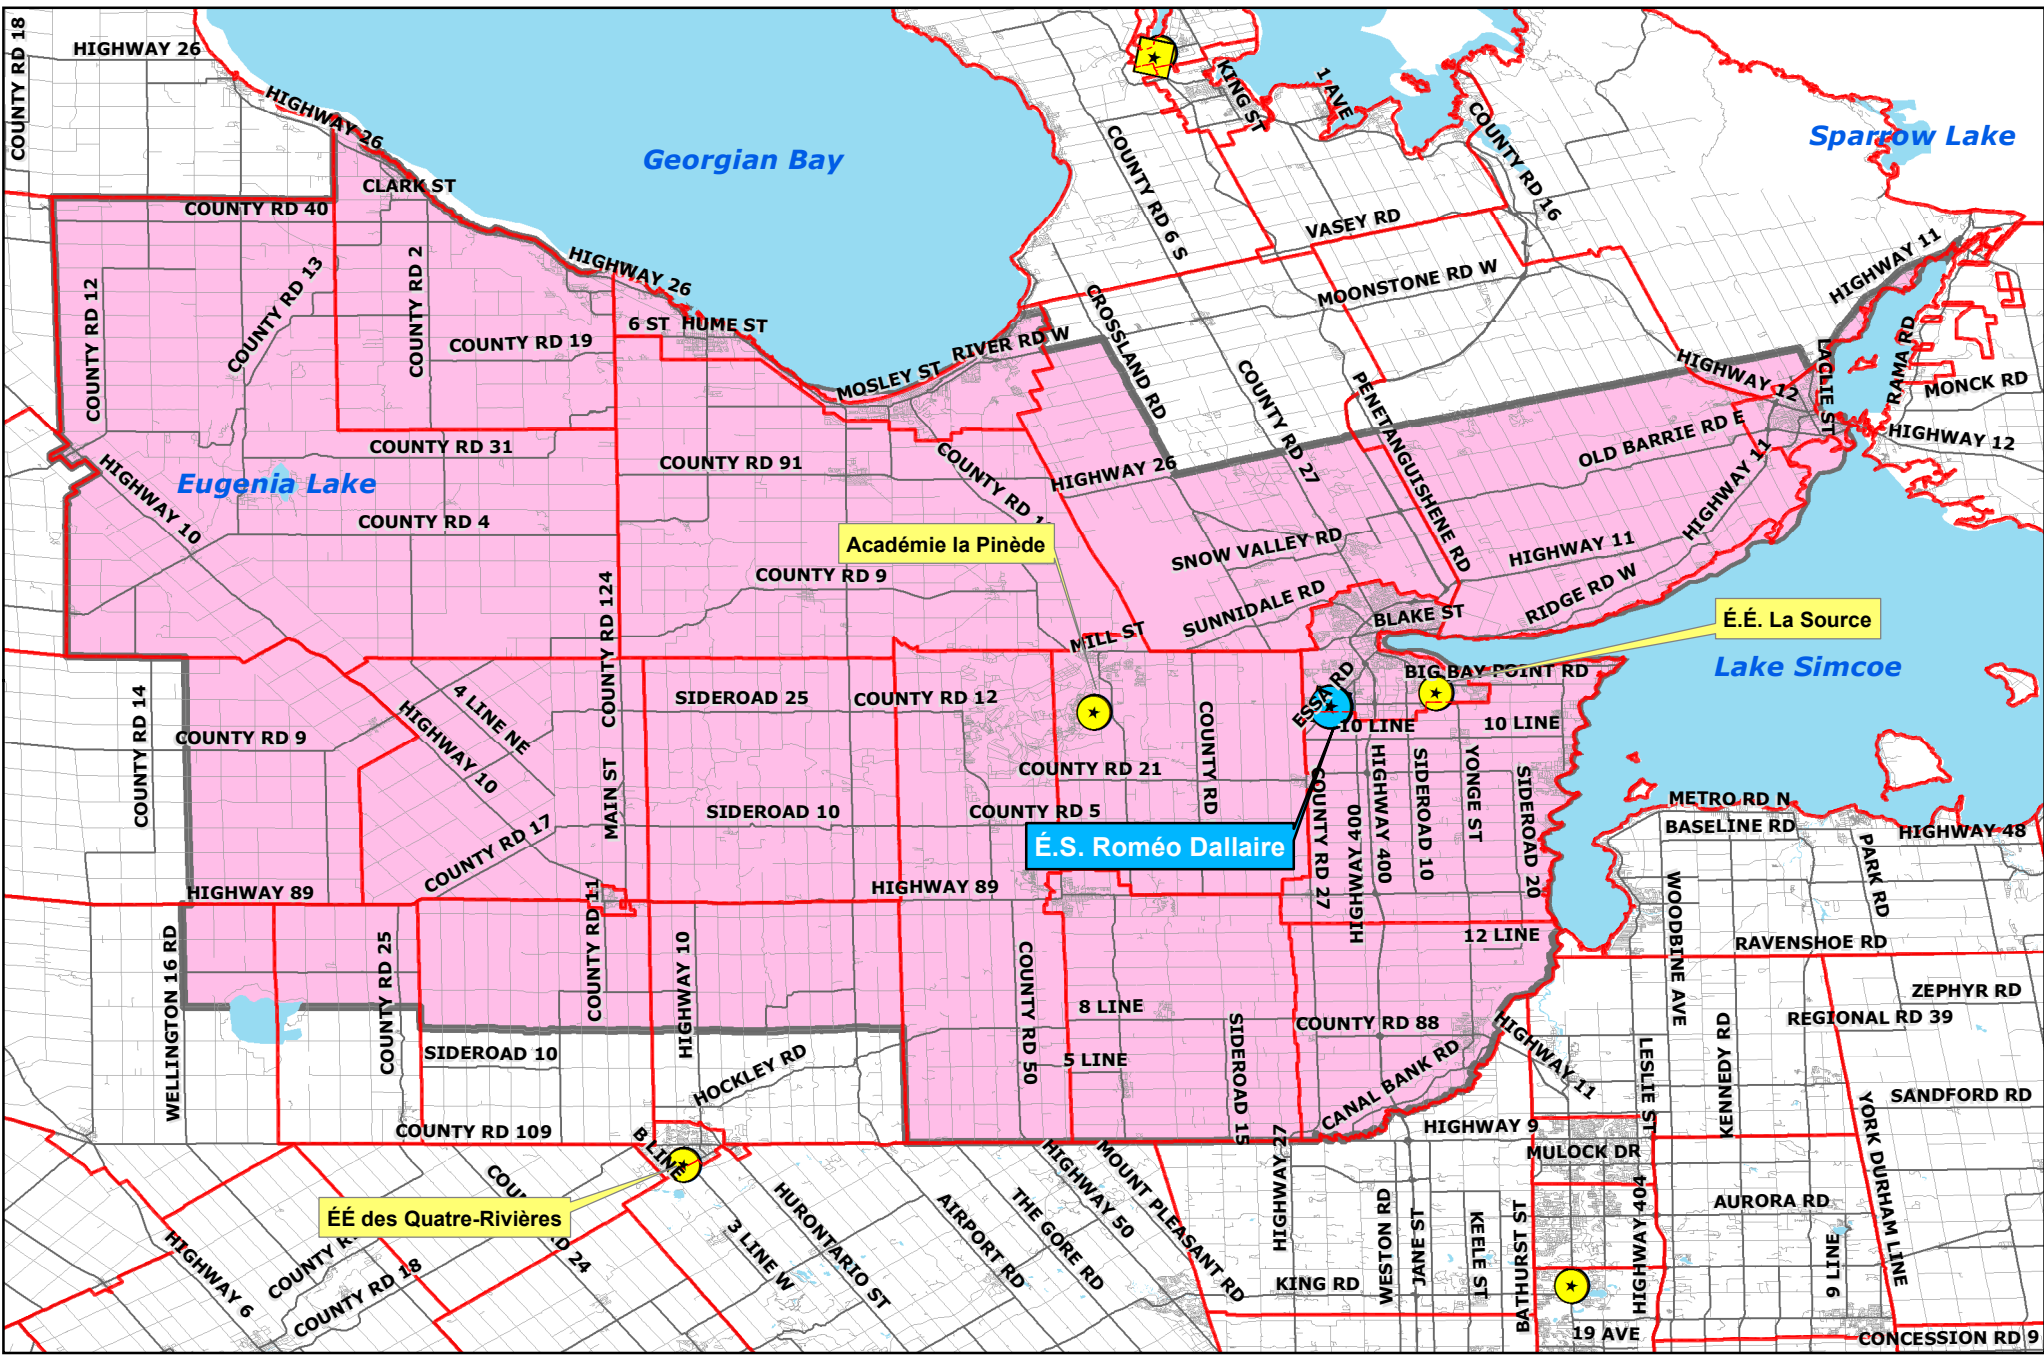 COUNTY RD 18
HIGHWAY 26
HIGHWAY 26
KING ST
1 AVE
COUNTY RD 16
Sparrow Lake
Georgian Bay
COUNTY RD 6 S
CLARK ST
COUNTY RD 40
VASEY RD
HIGHWAY 11
COUNTY RD 12
COUNTY RD 13
COUNTY RD 2
HIGHWAY 26
MOONSTONE RD W
CROSSLAND RD
6 ST
HUME ST
COUNTY RD 19
RIVER RD W
MOSLEY ST
COUNTY RD 27
PENETANGUISHENE RD
HIGHWAY 12
LACLIE ST
RAMA RD
MONCK RD
HIGHWAY 12
OLD BARRIE RD E
HIGHWAY 11
COUNTY RD 31
COUNTY RD 91
COUNTY RD 1
HIGHWAY 26
HIGHWAY 10
Eugenia Lake
COUNTY RD 4
Académie la Pinède
SNOW VALLEY RD
HIGHWAY 11
COUNTY RD 9
COUNTY RD 124
SUNNIDALE RD
RIDGE RD W
BLAKE ST
É.É. La Source
MILL ST
Lake Simcoe
BIG BAY POINT RD
COUNTY RD 14
4 LINE NE
SIDEROAD 25
COUNTY RD 12
ESSA RD
10 LINE
10 LINE
COUNTY RD 9
HIGHWAY 10
COUNTY RD
COUNTY RD 21
MAIN ST
SIDEROAD 10
COUNTY RD 5
COUNTY RD 27
HIGHWAY 400
HIGHWAY 400
SIDEROAD 10
YONGE ST
SIDEROAD 20
METRO RD N
BASELINE RD
HIGHWAY 48
PARK RD
É.S. Roméo Dallaire
COUNTY RD 17
HIGHWAY 89
HIGHWAY 89
COUNTY RD 11
WOODBINE AVE
12 LINE
RAVENSHOE RD
WELLINGTON 16 RD
COUNTY RD 25
HIGHWAY 10
COUNTY RD 50
8 LINE
SIDEROAD 15
COUNTY RD 88
ZEPHYR RD
REGIONAL RD 39
HIGHWAY 11
KENNEDY RD
LESLIE ST
SIDEROAD 10
HOCKLEY RD
5 LINE
CANAL BANK RD
SANDFORD RD
COUNTY RD 109
B LINE
HIGHWAY 9
MULOCK DR
YORK DURHAM LINE
HIGHWAY 27
HIGHWAY 50
MOUNT PLEASANT RD
ÉÉ des Quatre-Rivières
HURONTARIO ST
AIRPORT RD
THE GORE RD
WESTON RD
JANE ST
KEELE ST
BATHURST ST
HIGHWAY 404
AURORA RD
9 LINE
HIGHWAY 6
COUNTY RD 18
3 LINE W
KING RD
19 AVE
CONCESSION RD 9